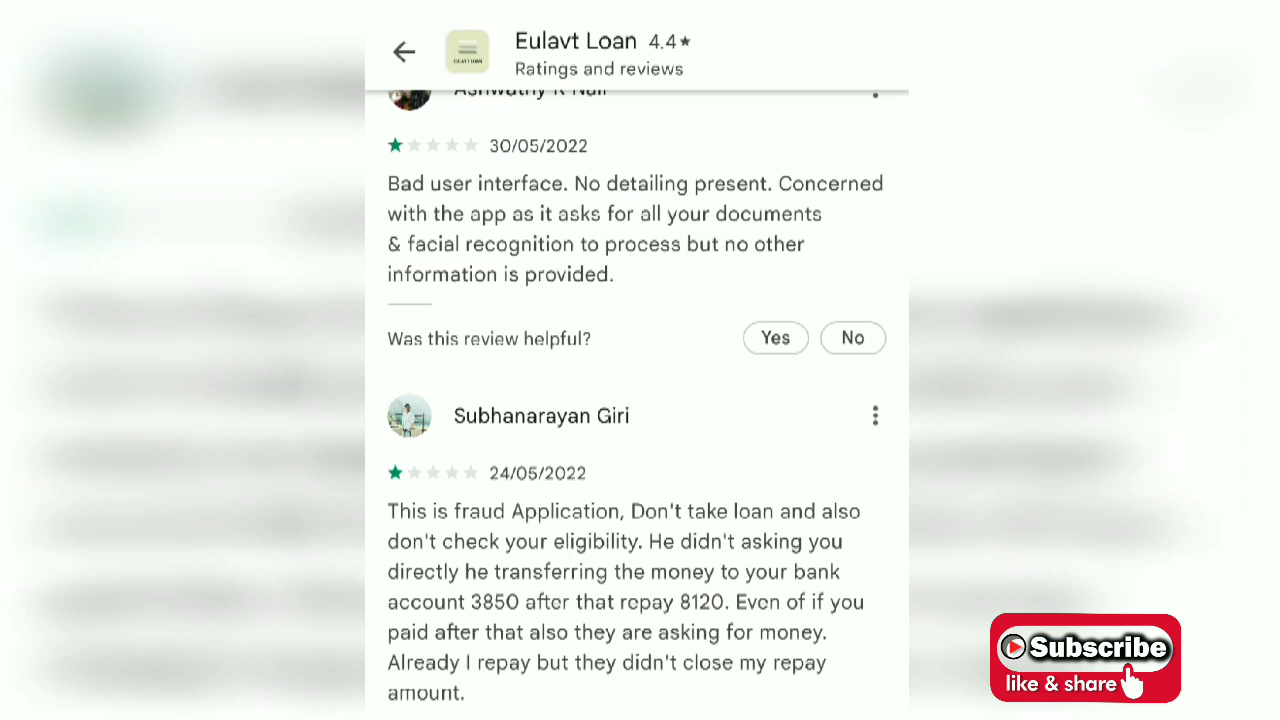 Eulavt Loan 4.4★
Ratings and reviews
Ashwathy R Nair
30/05/2022
Bad user interface. No detailing present. Concerned
with the app as it asks for all your documents
& facial recognition to process but no other
information is provided.
Was this review helpful? Yes No
Subhanarayan Giri
24/05/2022
This is fraud Application, Don't take loan and also
don't check your eligibility. He didn't asking you
directly he transferring the money to your bank
account 3850 after that repay 8120. Even of if you
paid after that also they are asking for money.
Already I repay but they didn't close my repay
amount.
Subscribe
like & share